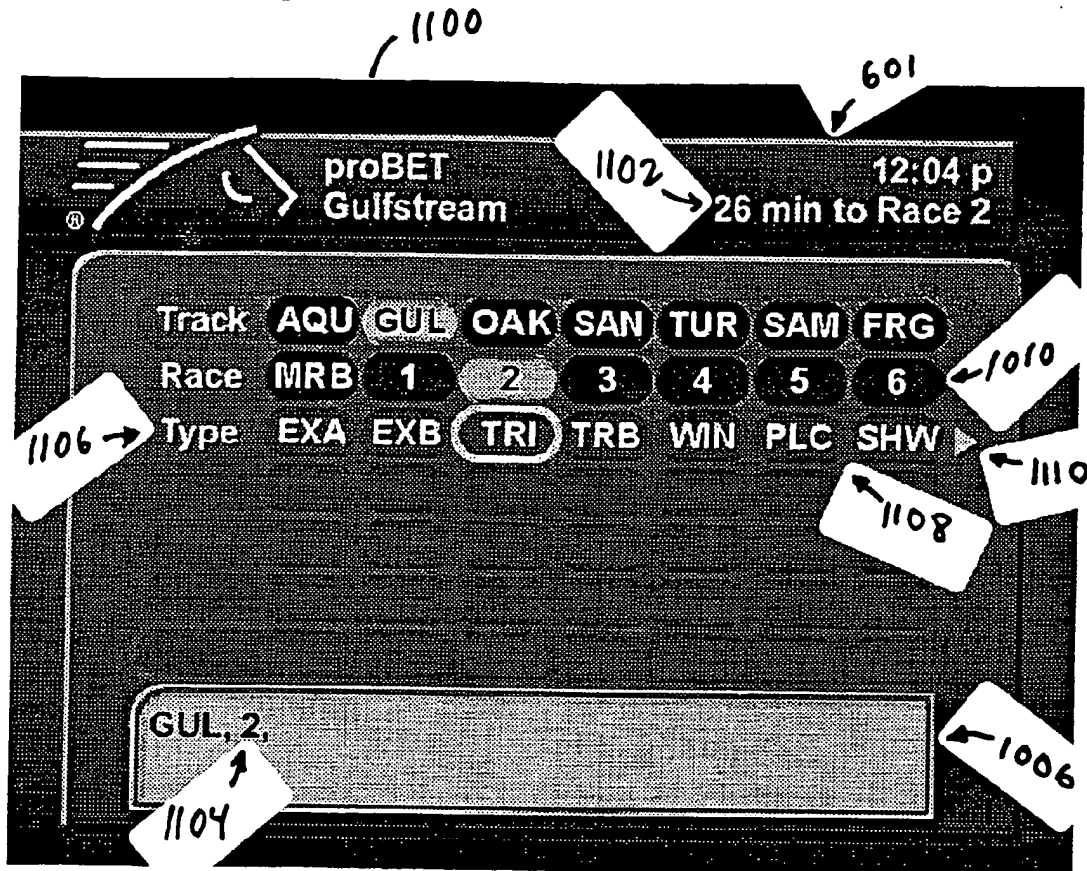 1100
601
proBET
1102
12:04 p
Gulfstream
26 min to Race 2
®
Track AQU GUL OAK SAN TUR SAM FRG
Race MRB 1 2 3 4 5 6
1010
1106
Type EXA EXB TRI TRB WIN PLC SHW
1110
1108
GUL, 2,
1006
1104